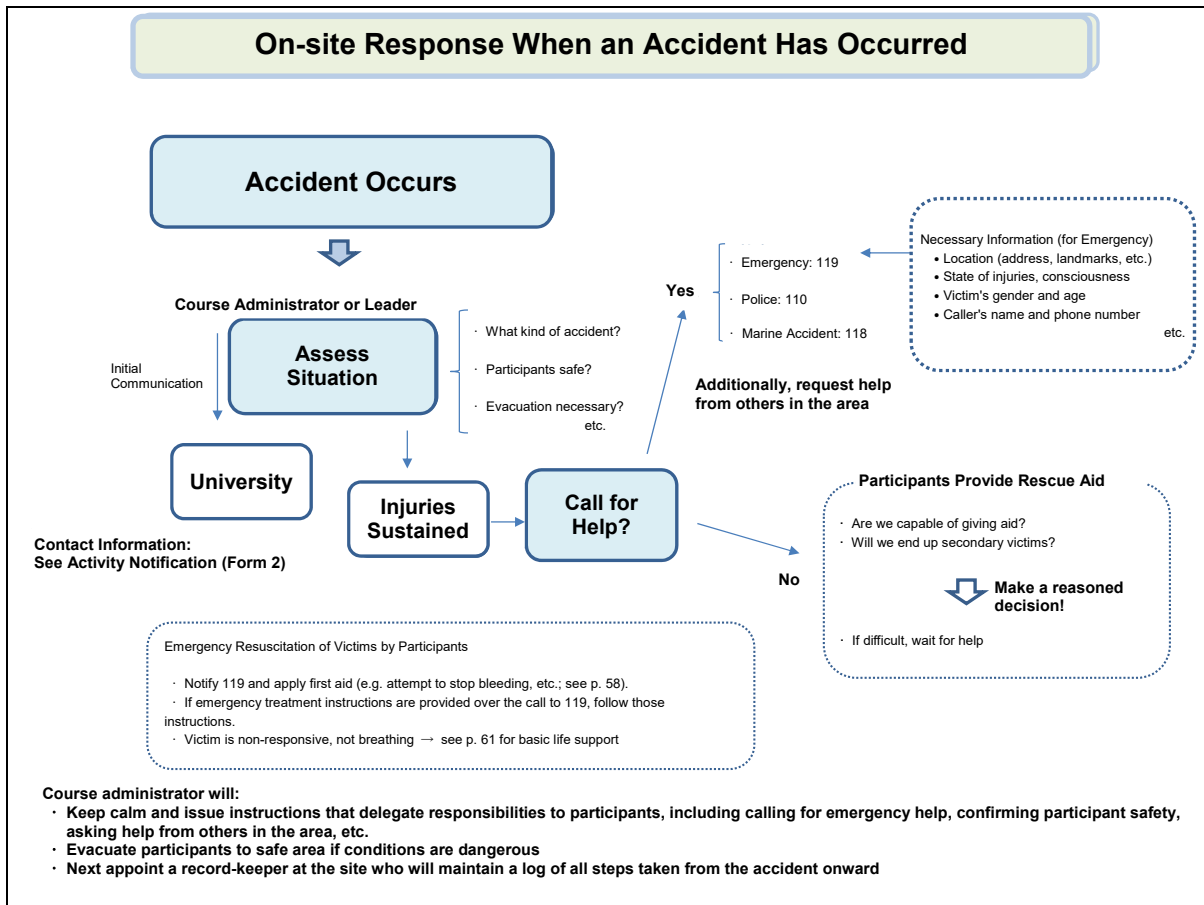 On-site Response When an Accident Has Occurred
Accident Occurs
Course Administrator or Leader
Assess
Situation
Initial
Communication
· What kind of accident?
· Participants safe?
· Evacuation necessary?
etc.
University
Contact Information:
See Activity Notification (Form 2)
Injuries
Sustained
Call for
Help?
Yes
· Emergency: 119
· Police: 110
· Marine Accident: 118
Additionally, request help
from others in the area
Necessary Information (for Emergency)
• Location (address, landmarks, etc.)
• State of injuries, consciousness
• Victim's gender and age
• Caller's name and phone number
etc.
No
Participants Provide Rescue Aid
· Are we capable of giving aid?
· Will we end up secondary victims?
Make a reasoned
decision!
· If difficult, wait for help
Emergency Resuscitation of Victims by Participants
· Notify 119 and apply first aid (e.g. attempt to stop bleeding, etc.; see p. 58).
· If emergency treatment instructions are provided over the call to 119, follow those
instructions.
· Victim is non-responsive, not breathing → see p. 61 for basic life support
Course administrator will:
· Keep calm and issue instructions that delegate responsibilities to participants, including calling for emergency help, confirming participant safety,
asking help from others in the area, etc.
· Evacuate participants to safe area if conditions are dangerous
· Next appoint a record-keeper at the site who will maintain a log of all steps taken from the accident onward